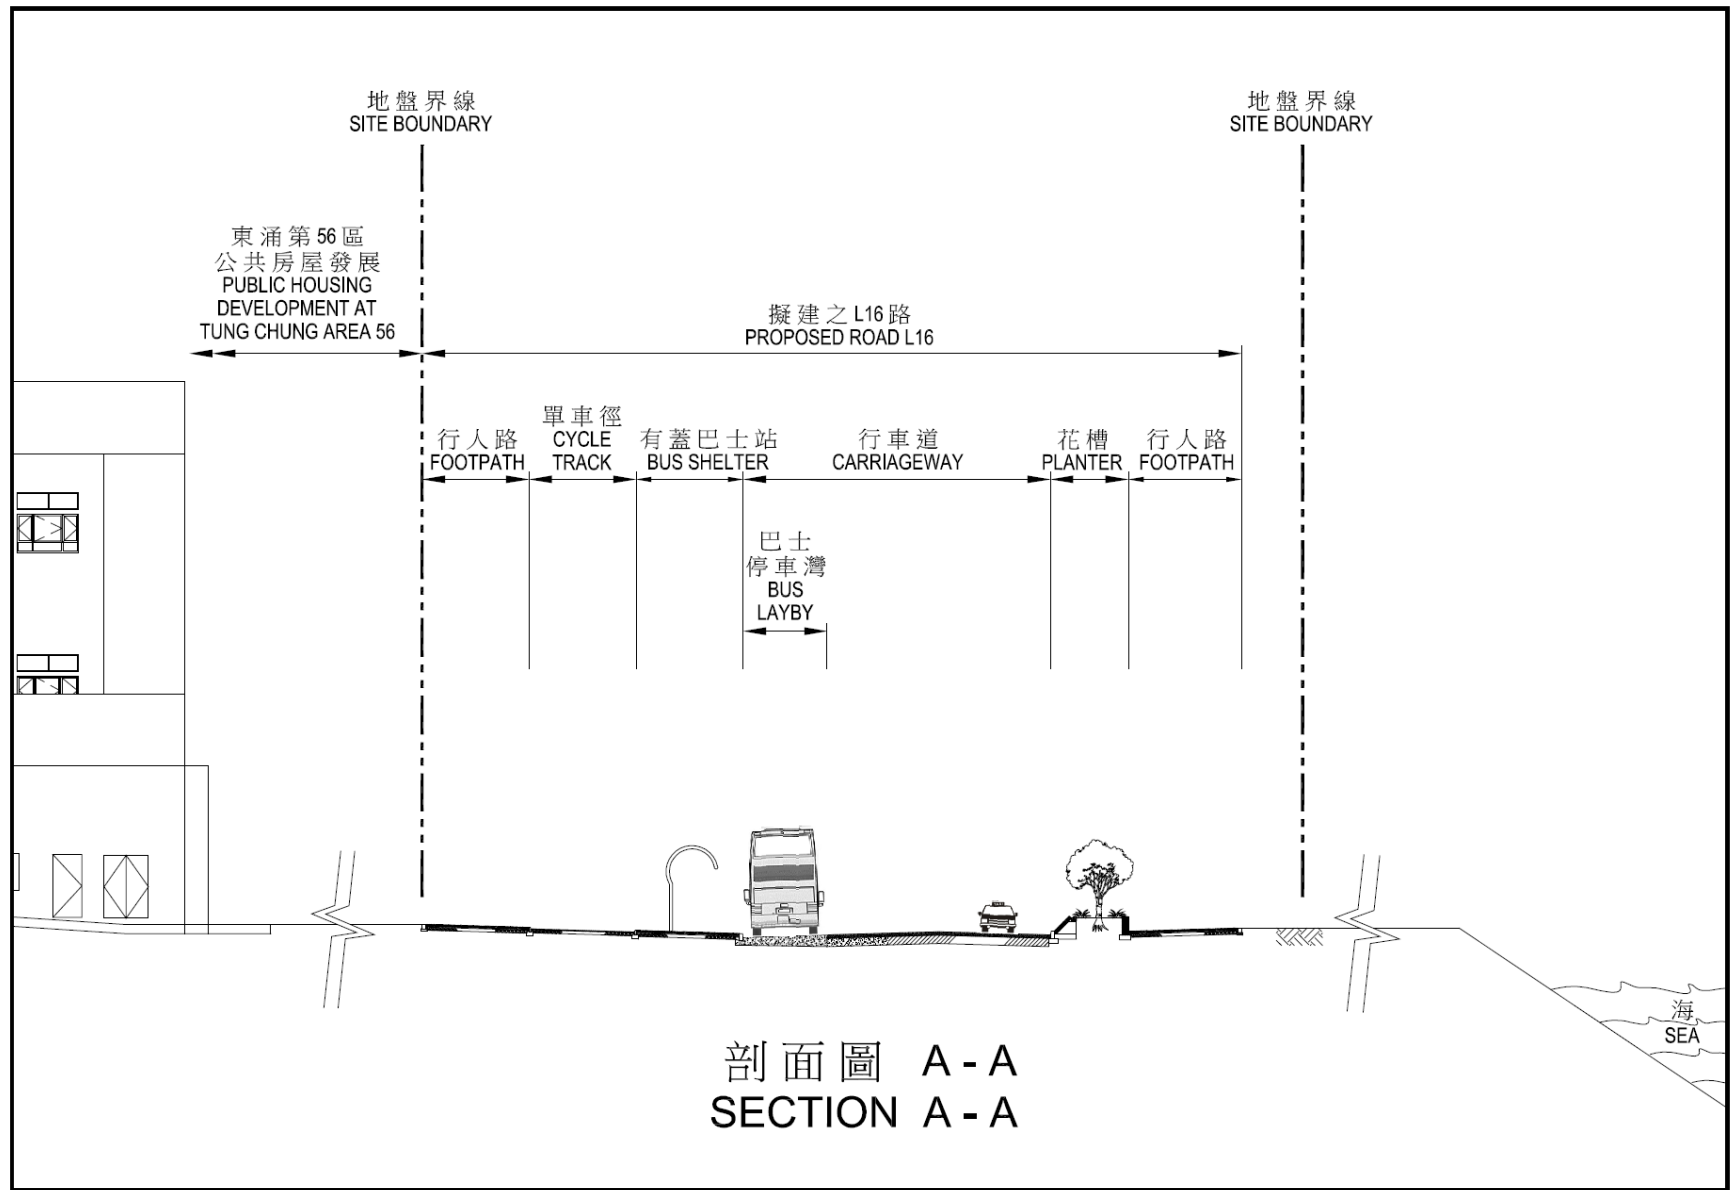 地盤界線
SITE BOUNDARY
地盤界線
SITE BOUNDARY
東涌第56區
公共房屋發展
PUBLIC HOUSING
DEVELOPMENT AT
TUNG CHUNG AREA 56
擬建之L16路
PROPOSED ROAD L16
行人路
FOOTPATH
單車徑
CYCLE
TRACK
有蓋巴士站
BUS SHELTER
行車道
CARRIAGEWAY
花槽
PLANTER
行人路
FOOTPATH
巴士
停車灣
BUS
LAYBY
海
SEA
剖面圖 A - A
SECTION A - A